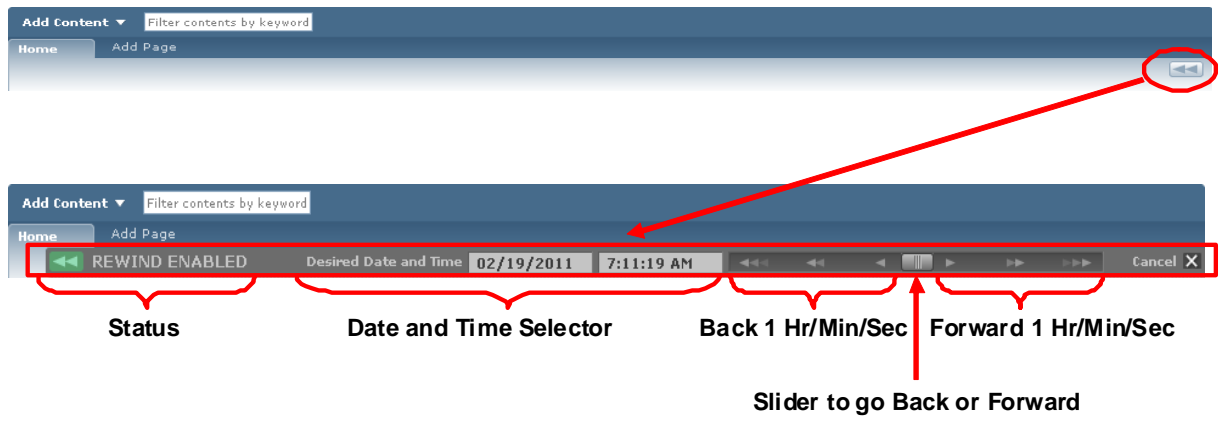 Add Content ▼ Filter contents by keyword
Home Add Page
Add Content ▼ Filter contents by keyword
Home Add Page
REWIND ENABLED Desired Date and Time 02/19/2011 7:11:19 AM Cancel X
Status Date and Time Selector Back 1 Hr/Min/Sec Forward 1 Hr/Min/Sec
Slider to go Back or Forward